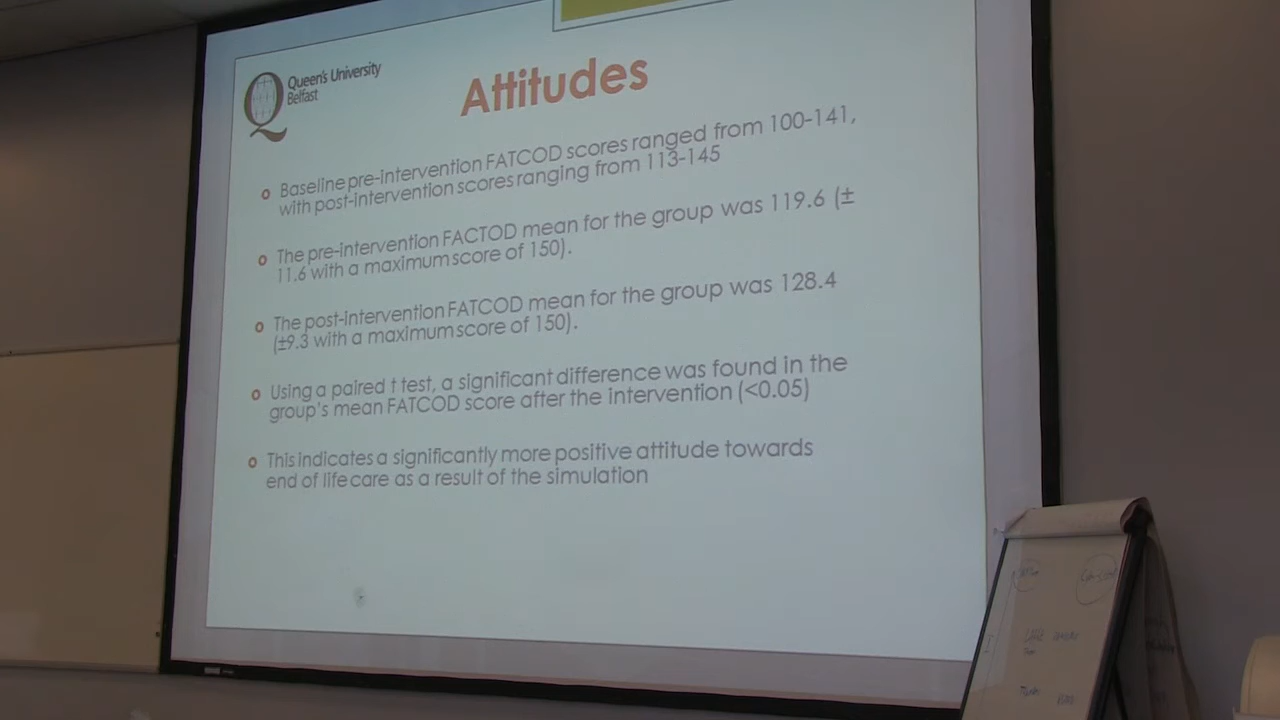 Queen's University
Belfast
Attitudes
Baseline pre-intervention FATCOD scores ranged from 100-141,
with post-intervention scores ranging from 113-145
The pre-intervention FACTOD mean for the group was 119.6 (±
11.6 with a maximum score of 150).
The post-intervention FATCOD mean for the group was 128.4
(±9.3 with a maximum score of 150).
Using a paired t test, a significant difference was found in the
group's mean FATCOD score after the intervention (<0.05)
This indicates a significantly more positive attitude towards
end of life care as a result of the simulation